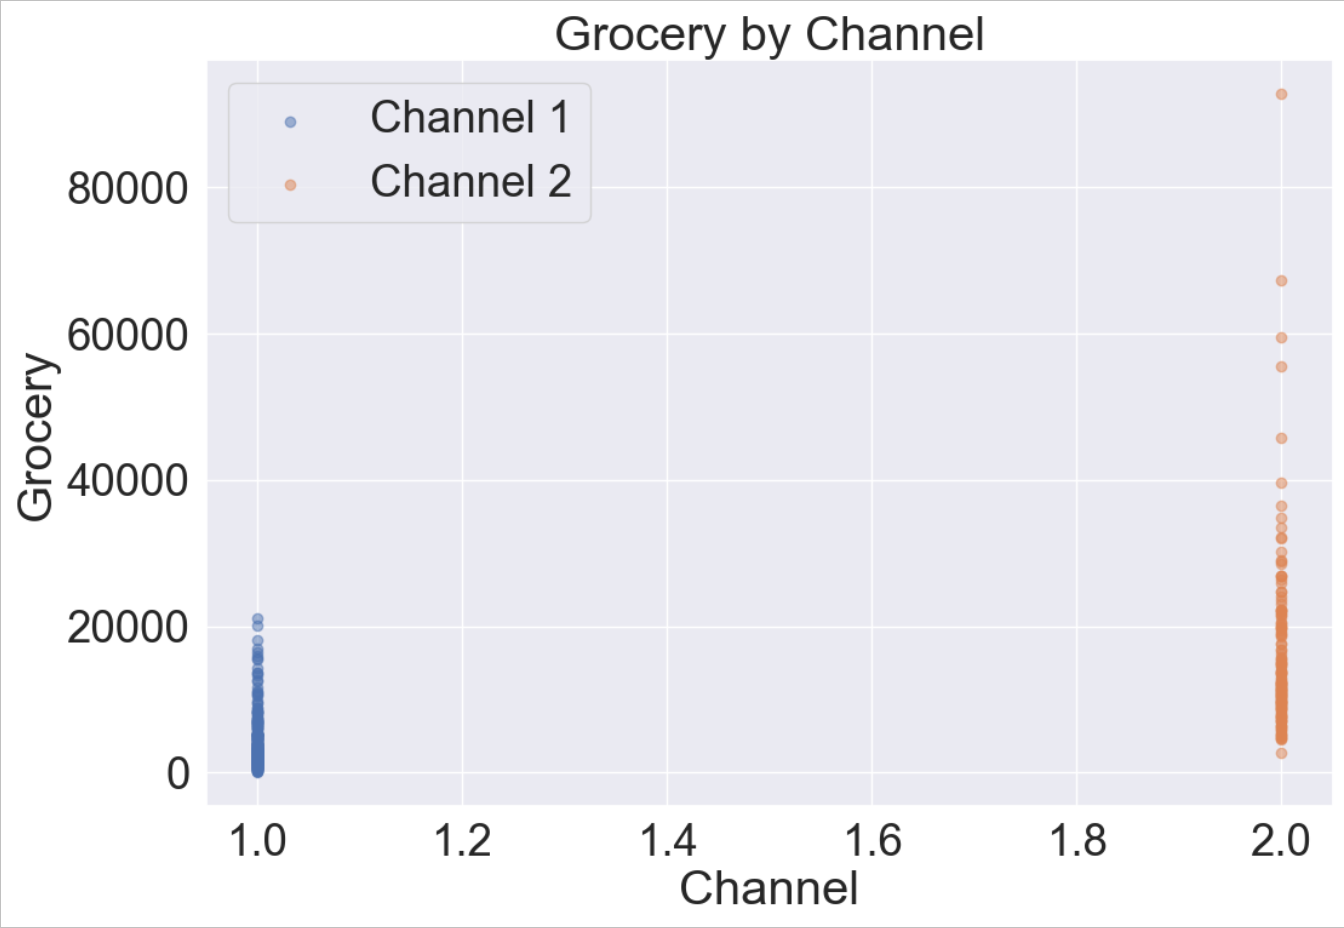 Grocery by Channel
Channel 1
Channel 2
80000
60000
40000
20000
0
Grocery
1.0 1.2 1.4 1.6 1.8 2.0
Channel